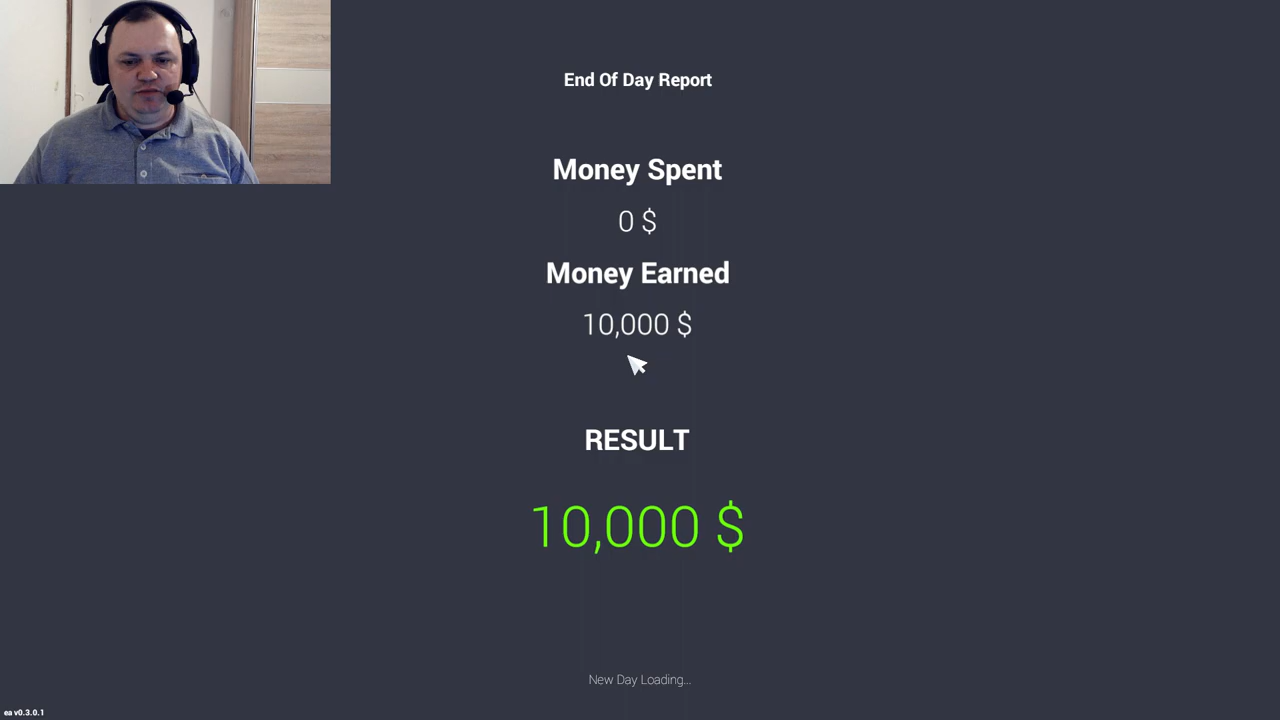 End Of Day Report
Money Spent
0 $
Money Earned
10,000 $
RESULT
10,000 $
New Day Loading...
ea v0.3.0.1